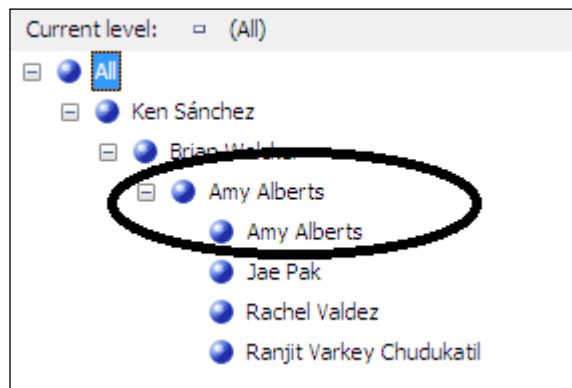 Current level: (All)
All
Ken Sánchez
Brian
Amy Alberts
Amy Alberts
Jae Pak
Rachel Valdez
Ranjit Varkey Chudukatil